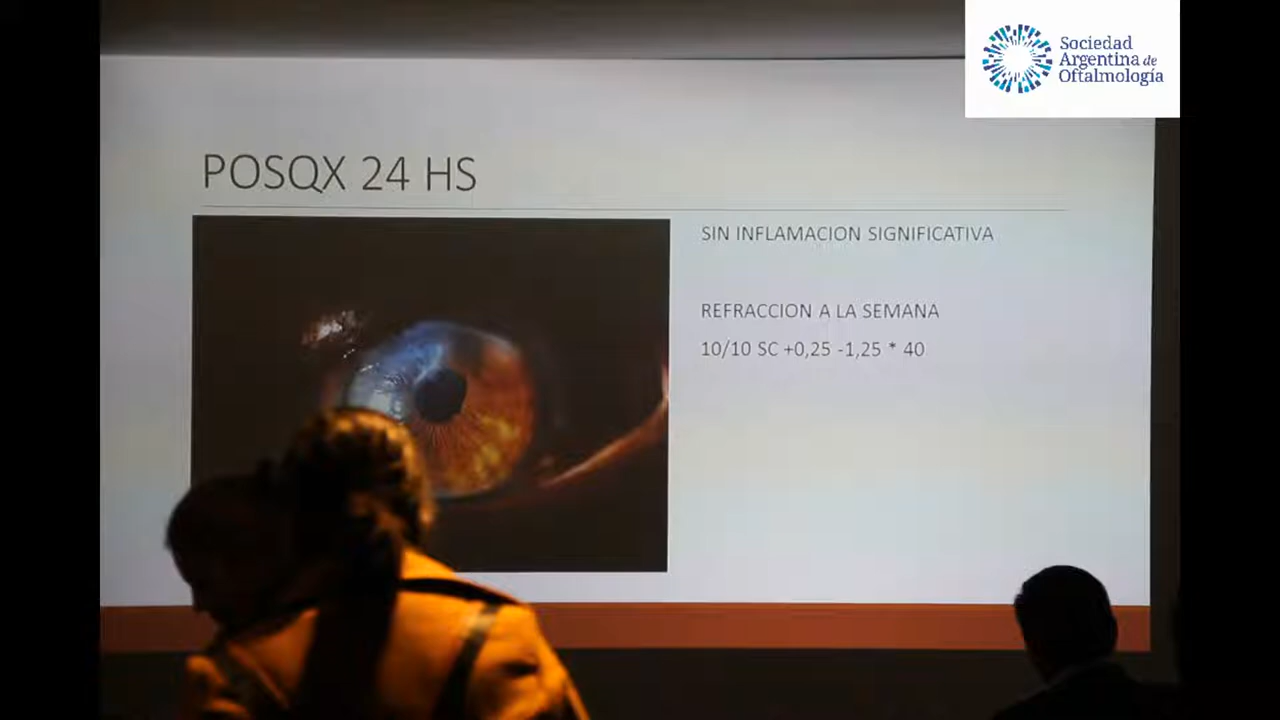 Sociedad
Argentina de
Oftalmología
POSQX 24 HS
SIN INFLAMACION SIGNIFICATIVA
REFRACCION A LA SEMANA
10/10 SC +0,25 -1,25 * 40